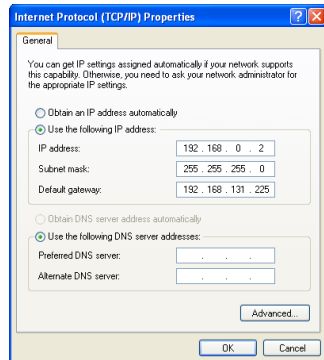 Internet Protocol (TCP/IP) Properties
General
You can get IP settings assigned automatically if your network supports
this capability. Otherwise, you need to ask your network administrator for
the appropriate IP settings.
Obtain an IP address automatically
Use the following IP address:
IP address: 192 . 168 . 0 . 2
Subnet mask: 255 . 255 . 255 . 0
Default gateway: 192 . 168 . 131 . 225
Obtain DNS server address automatically
Use the following DNS server addresses:
Preferred DNS server: . . .
Alternate DNS server: . . .
Advanced...
OK Cancel